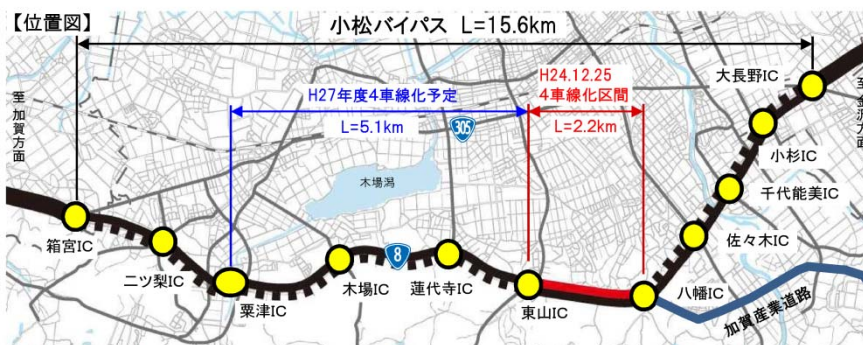 【位置図】
小松バイパス L=15.6km
至 加賀方面
至 金沢方面
H27年度4車線化予定
L=5.1km
H24.12.25
4車線化区間
L=2.2km
305
木場潟
8
大長野IC
小杉IC
千代能美IC
佐々木IC
八幡IC
東山IC
蓮代寺IC
木場IC
粟津IC
二ツ梨IC
箱宮IC
加賀産業道路